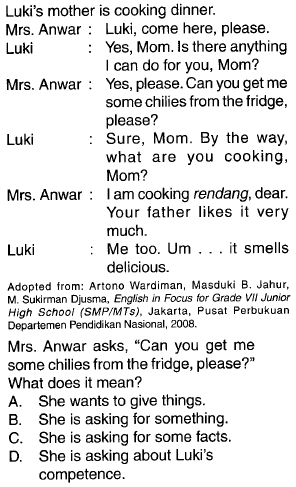 Luki's mother is cooking dinner.
Mrs. Anwar : Luki, come here, please.
Luki : Yes, Mom. Is there anything
I can do for you, Mom?
Mrs. Anwar : Yes, please. Can you get me
some chilies from the fridge,
please?
Luki : Sure, Mom. By the way,
what are you cooking,
Mom?
Mrs. Anwar : I am cooking rendang, dear.
Your father likes it very
much.
Luki : Me too. Um . . . it smells
delicious.
Adopted from: Artono Wardiman, Masduki B. Jahur,
M. Sukirman Djusma, English in Focus for Grade VII Junior
High School (SMP/MTs), Jakarta, Pusat Perbukuan
Departemen Pendidikan Nasional, 2008.
Mrs. Anwar asks, "Can you get me
some chilies from the fridge, please?"
What does it mean?
A. She wants to give things.
B. She is asking for something.
C. She is asking for some facts.
D. She is asking about Luki's
competence.